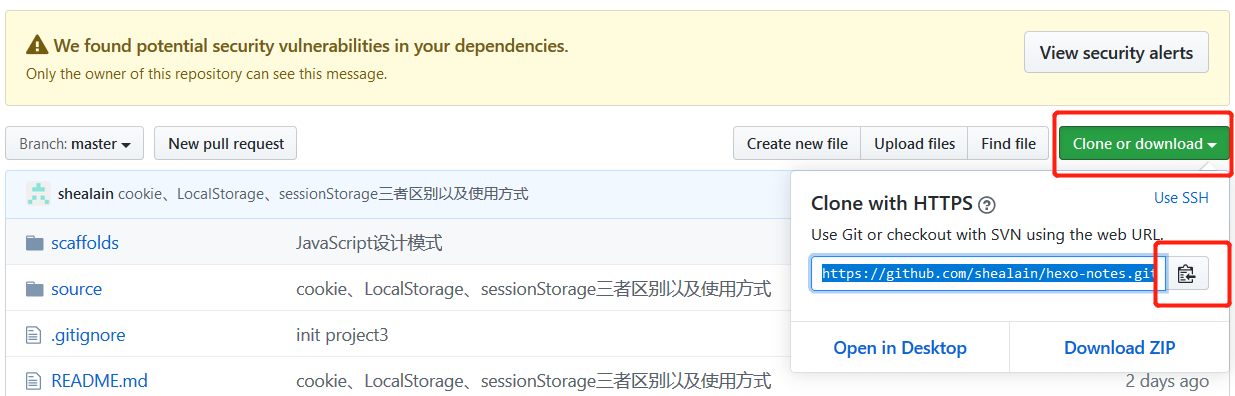 We found potential security vulnerabilities in your dependencies.
Only the owner of this repository can see this message.
View security alerts
Branch: master
New pull request
Create new file
Upload files
Find file
Clone or download
shealain cookie、LocalStorage、sessionStorage三者区别以及使用方式
Clone with HTTPS
Use SSH
Use Git or checkout with SVN using the web URL.
https://github.com/shealain/hexo-notes.git
Open in Desktop
Download ZIP
scaffolds JavaScript设计模式
source cookie、LocalStorage、sessionStorage三者区别以及使用方式
.gitignore init project3
README.md cookie、LocalStorage、sessionStorage三者区别以及使用方式 2 days ago